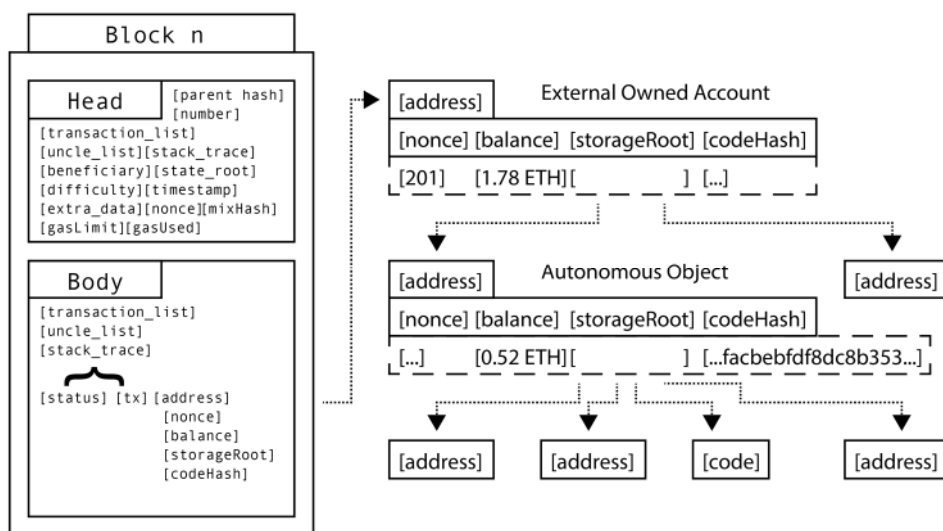 Block n
Head
[parent hash]
[number]
[transaction_list]
[uncle_list][stack_trace]
[beneficiary][state_root]
[difficulty][timestamp]
[extra_data][nonce][mixHash]
[gasLimit][gasUsed]
Body
[transaction_list]
[uncle_list]
[stack_trace]
[status] [tx] [address]
[nonce]
[balance]
[storageRoot]
[codeHash]
[address] External Owned Account
[nonce] [balance] [storageRoot] [codeHash]
[201] [1.78 ETH] [ ] [...]
[address] Autonomous Object [address]
[nonce] [balance] [storageRoot] [codeHash]
[...] [0.52 ETH] [ ] [...facbebfdf8dc8b353...]
[address] [address] [code] [address]